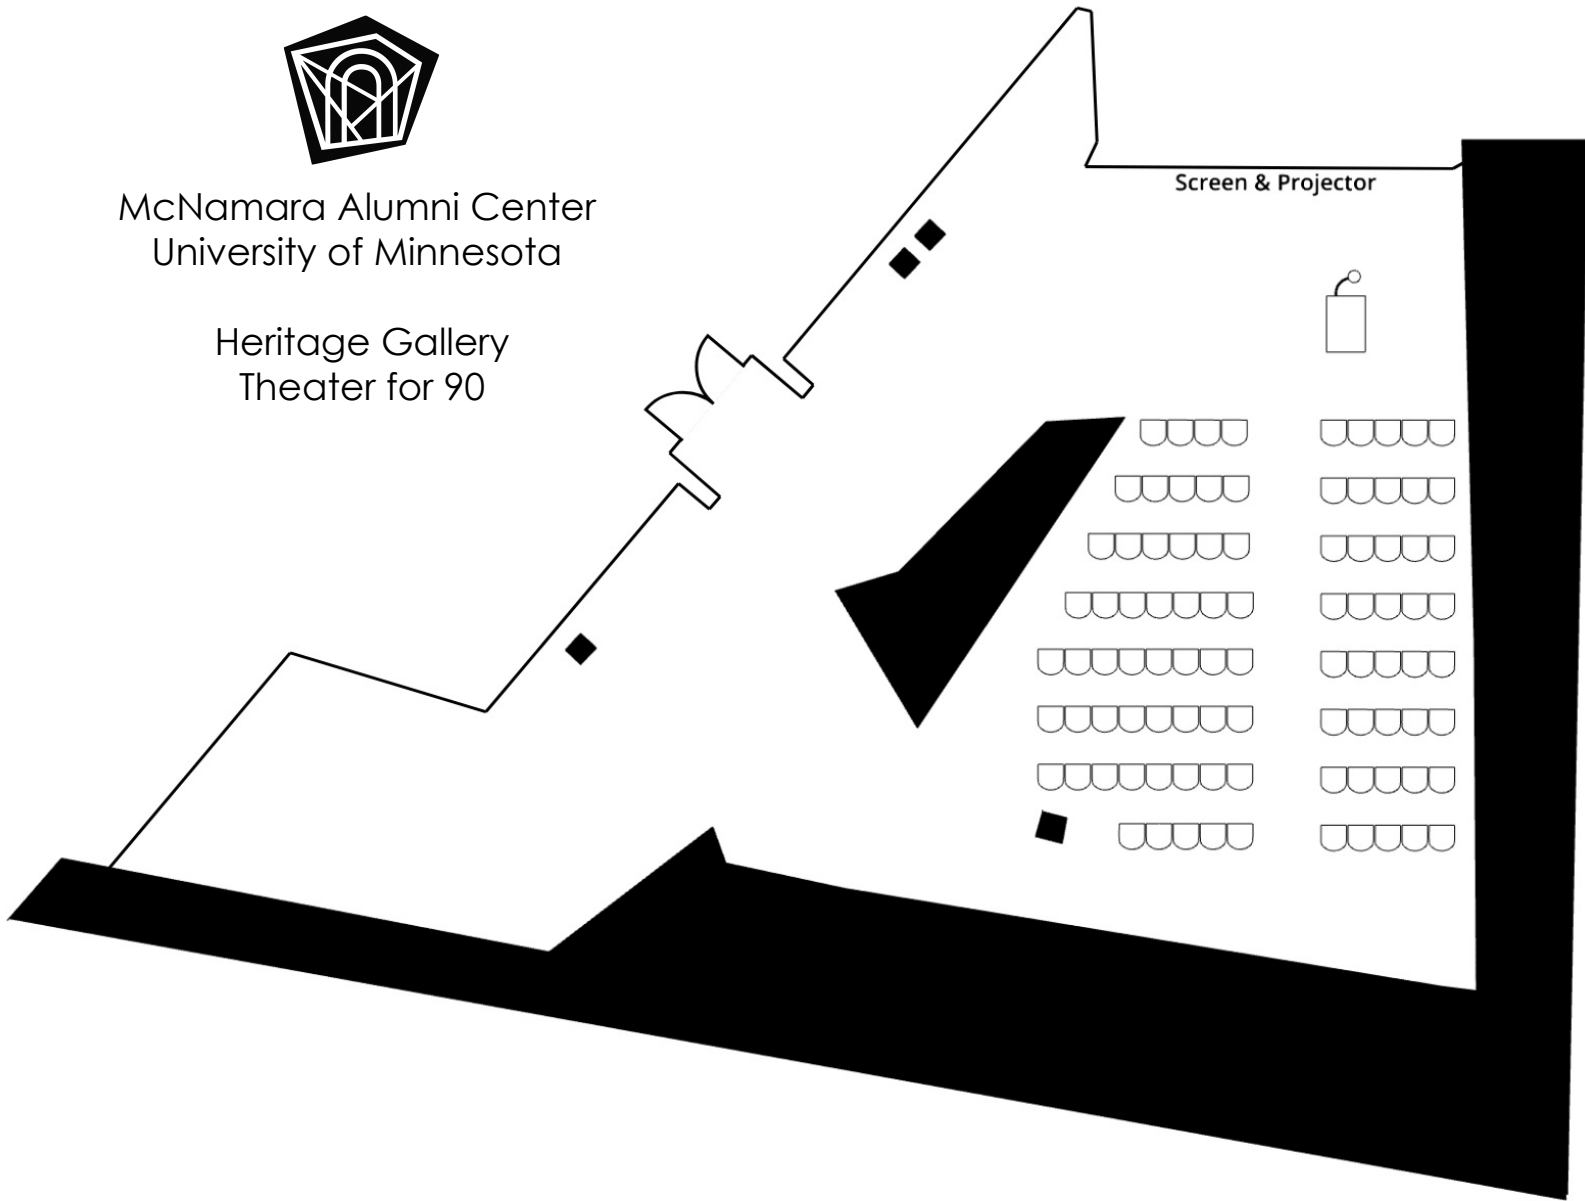 McNamara Alumni Center
University of Minnesota
Heritage Gallery
Theater for 90
Screen & Projector